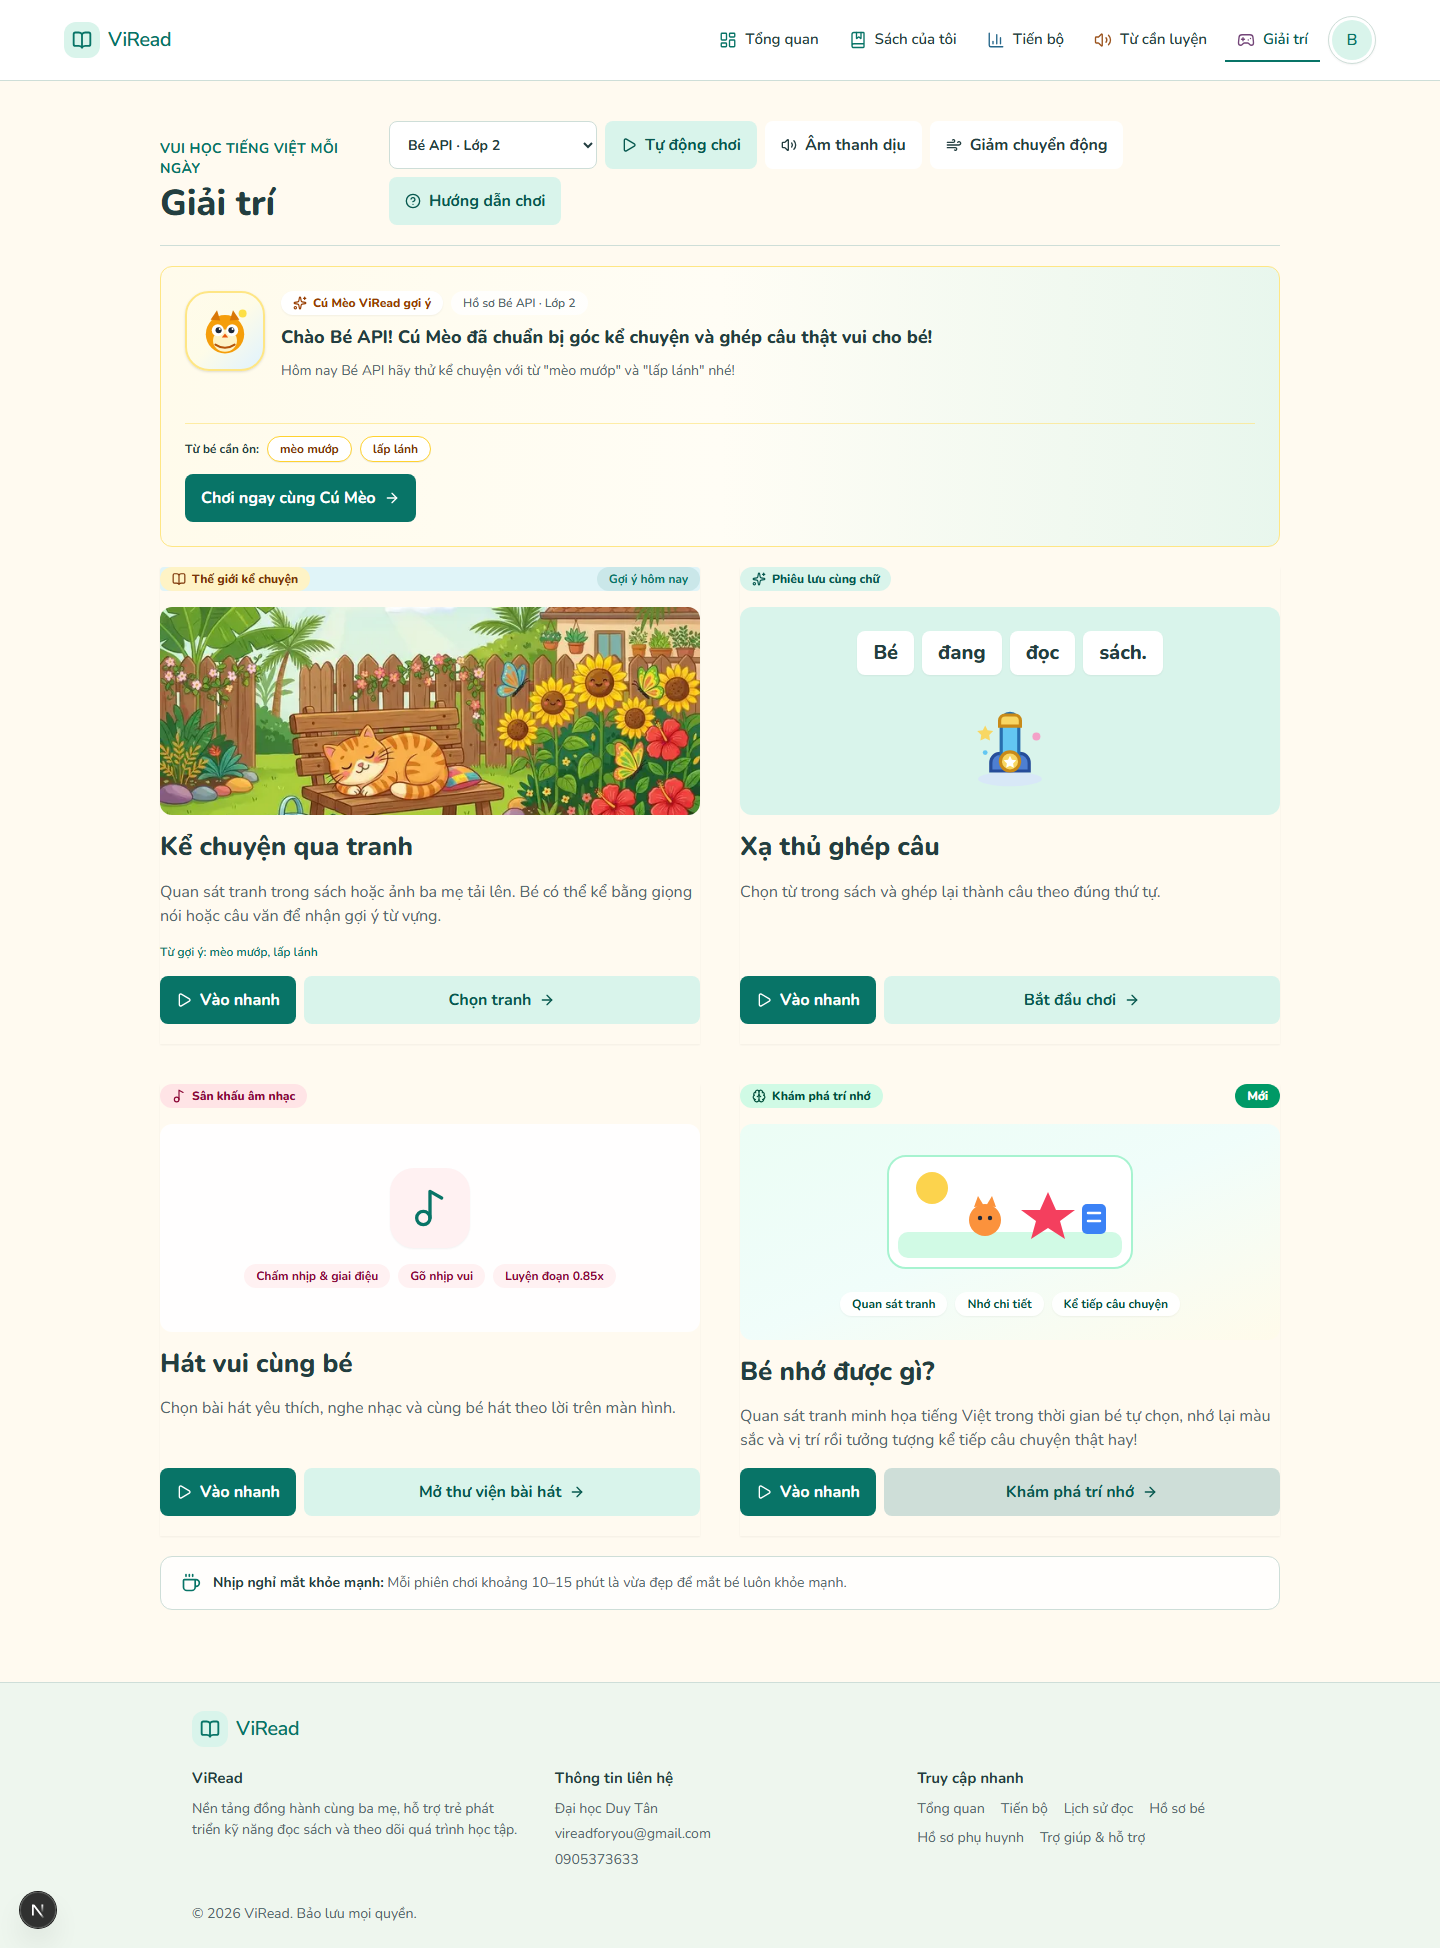 ViRead
Tổng quan
Sách của tôi
Tiến bộ
Từ cần luyện
Giải trí
B
VUI HỌC TIẾNG VIỆT MỖI
NGÀY
Giải trí
Bé API · Lớp 2
Tự động chơi
Âm thanh dịu
Giảm chuyển động
Hướng dẫn chơi
Cú Mèo ViRead gợi ý
Hồ sơ Bé API · Lớp 2
Chào Bé API! Cú Mèo đã chuẩn bị góc kể chuyện và ghép câu thật vui cho bé!
Hôm nay Bé API hãy thử kể chuyện với từ "mèo mướp" và "lấp lánh" nhé!
Từ bé cần ôn:
mèo mướp
lấp lánh
Chơi ngay cùng Cú Mèo
Thế giới kể chuyện
Gợi ý hôm nay
Kể chuyện qua tranh
Quan sát tranh trong sách hoặc ảnh ba mẹ tải lên. Bé có thể kể bằng giọng
nói hoặc câu văn để nhận gợi ý từ vựng.
Từ gợi ý: mèo mướp, lấp lánh
Vào nhanh
Chọn tranh
Phiêu lưu cùng chữ
Bé
đang
đọc
sách.
Xạ thủ ghép câu
Chọn từ trong sách và ghép lại thành câu theo đúng thứ tự.
Vào nhanh
Bắt đầu chơi
Sân khấu âm nhạc
Chấm nhịp & giai điệu
Gõ nhịp vui
Luyện đoạn 0.85x
Hát vui cùng bé
Chọn bài hát yêu thích, nghe nhạc và cùng bé hát theo lời trên màn hình.
Vào nhanh
Mở thư viện bài hát
Khám phá trí nhớ
Mới
Quan sát tranh
Nhớ chi tiết
Kể tiếp câu chuyện
Bé nhớ được gì?
Quan sát tranh minh họa tiếng Việt trong thời gian bé tự chọn, nhớ lại màu
sắc và vị trí rồi tưởng tượng kể tiếp câu chuyện thật hay!
Vào nhanh
Khám phá trí nhớ
Nhịp nghỉ mắt khỏe mạnh: Mỗi phiên chơi khoảng 10–15 phút là vừa đẹp để mắt bé luôn khỏe mạnh.
ViRead
ViRead
Nền tảng đồng hành cùng ba mẹ, hỗ trợ trẻ phát
triển kỹ năng đọc sách và theo dõi quá trình học tập.
Thông tin liên hệ
Đại học Duy Tân
vireadforyou@gmail.com
0905373633
Truy cập nhanh
Tổng quan
Tiến bộ
Lịch sử đọc
Hồ sơ bé
Hồ sơ phụ huynh
Trợ giúp & hỗ trợ
N
© 2026 ViRead. Bảo lưu mọi quyền.